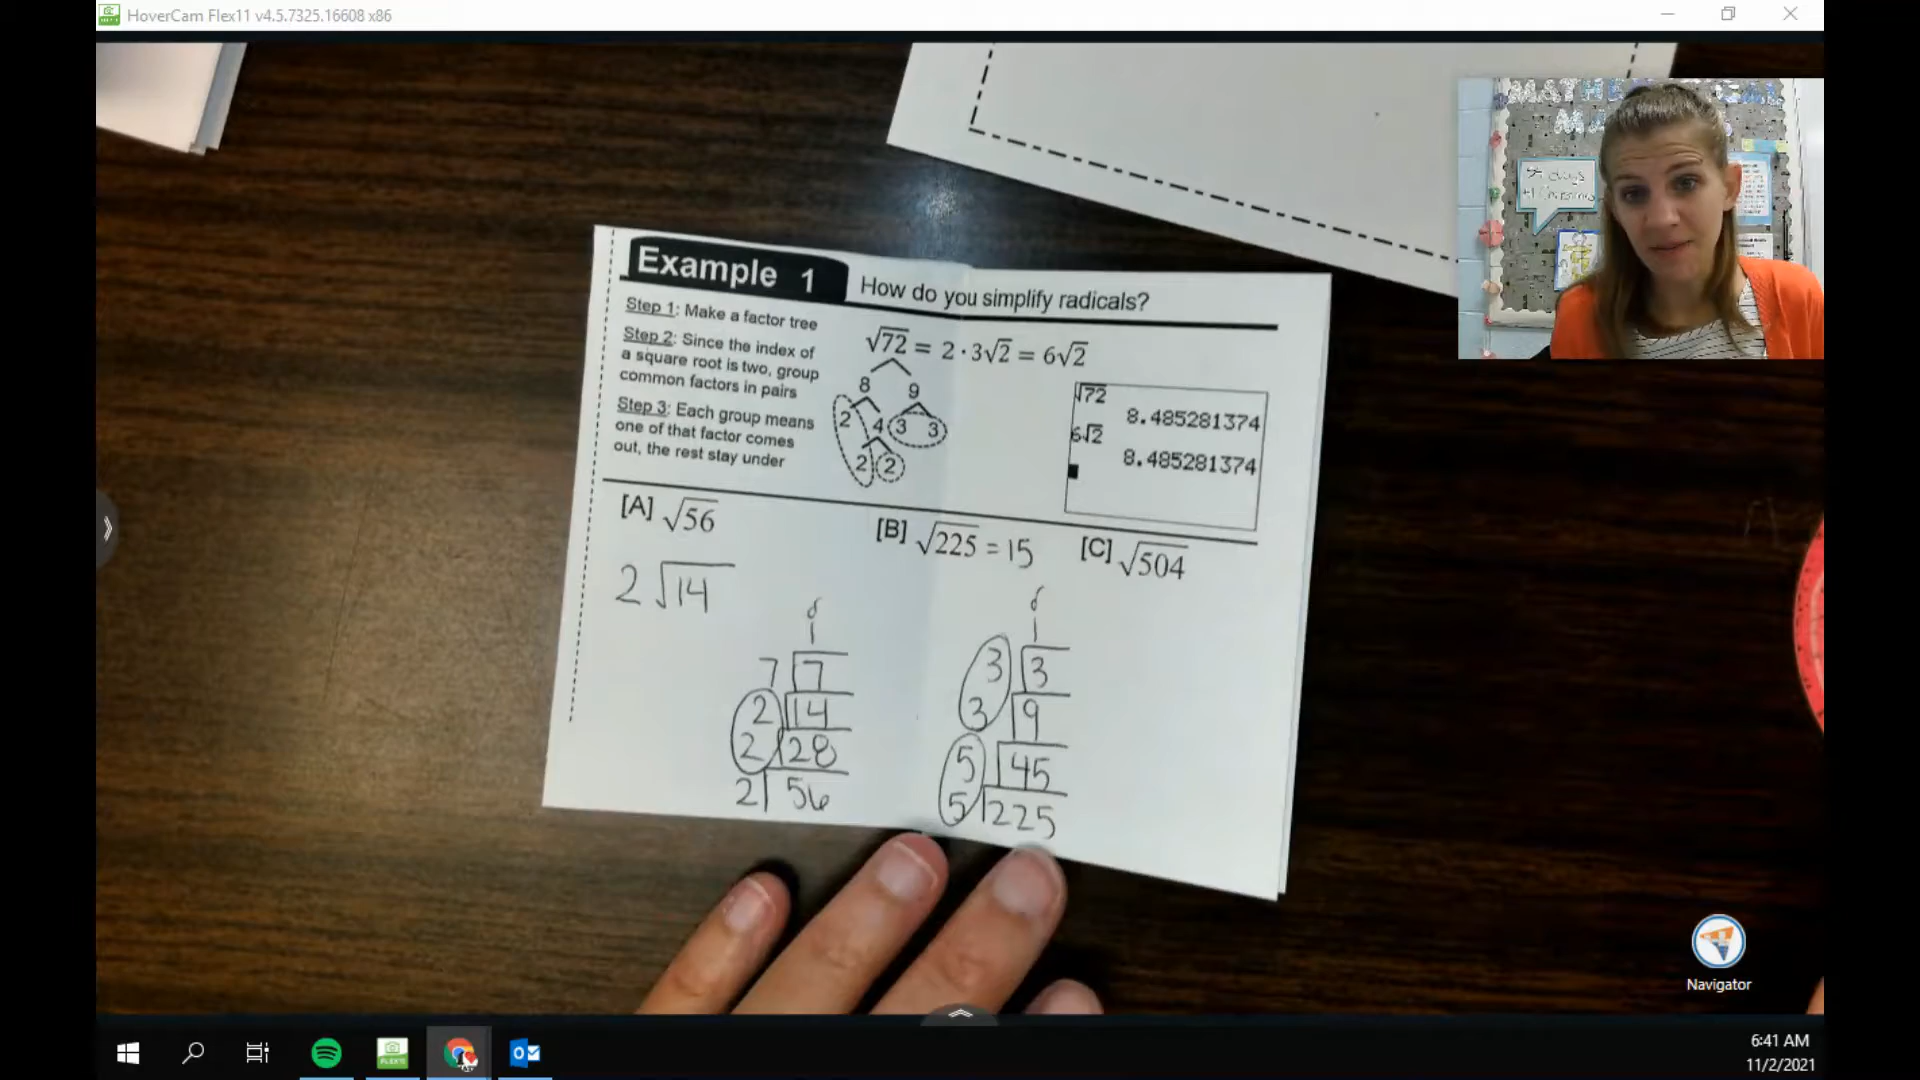 HoverCam Flex11 v4.5.7325.16608 x86
Example 1
How do you simplify radicals?
Step 1: Make a factor tree
Step 2: Since the index of
a square root is two, group
common factors in pairs
Step 3: Each group means
one of that factor comes
out, the rest stay under
√72 = 2 · 3√2 = 6√2
8 9
2 4 3 3
2 2
√72
8.485281374
6√2
8.485281374
[A] √56
[B] √225 = 15
[C] √504
2√14
1
7 7
2 14
2 28
2 56
1
3 3
3 9
5 45
5 225
Navigator
FLEX11
6:41 AM
11/2/2021